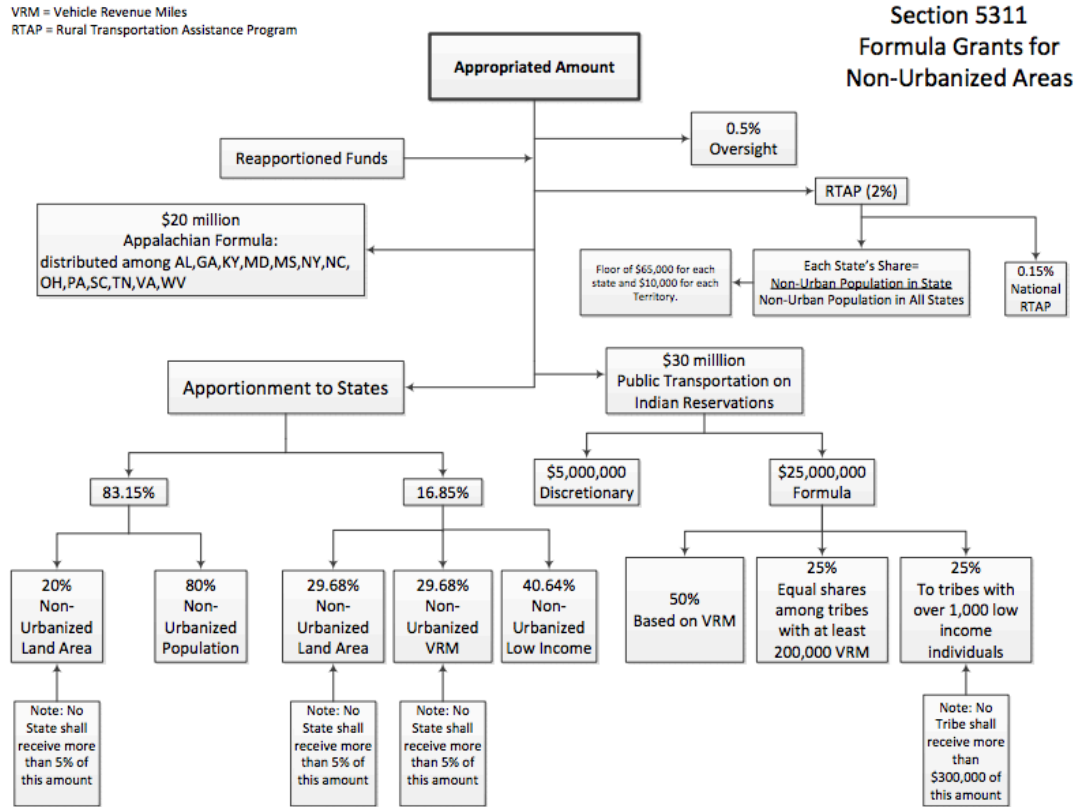 VRM = Vehicle Revenue Miles
RTAP = Rural Transportation Assistance Program
Section 5311
Formula Grants for
Non-Urbanized Areas
Appropriated Amount
0.5%
Oversight
Reapportioned Funds
RTAP (2%)
$20 million
Appalachian Formula:
distributed among AL,GA,KY,MD,MS,NY,NC,
OH,PA,SC,TN,VA,WV
Floor of $65,000 for each
state and $10,000 for each
Territory.
Each State's Share=
Non-Urban Population in State
Non-Urban Population in All States
0.15%
National
RTAP
Apportionment to States
$30 milllion
Public Transportation on
Indian Reservations
83.15%
16.85%
$5,000,000
Discretionary
$25,000,000
Formula
20%
Non-
Urbanized
Land Area
80%
Non-
Urbanized
Population
29.68%
Non-
Urbanized
Land Area
29.68%
Non-
Urbanized
VRM
40.64%
Non-
Urbanized
Low Income
50%
Based on VRM
25%
Equal shares
among tribes
with at least
200,000 VRM
25%
To tribes with
over 1,000 low
income
individuals
Note: No
State shall
receive more
than 5% of
this amount
Note: No
State shall
receive more
than 5% of
this amount
Note: No
State shall
receive more
than 5% of
this amount
Note: No
Tribe shall
receive more
than
$300,000 of
this amount